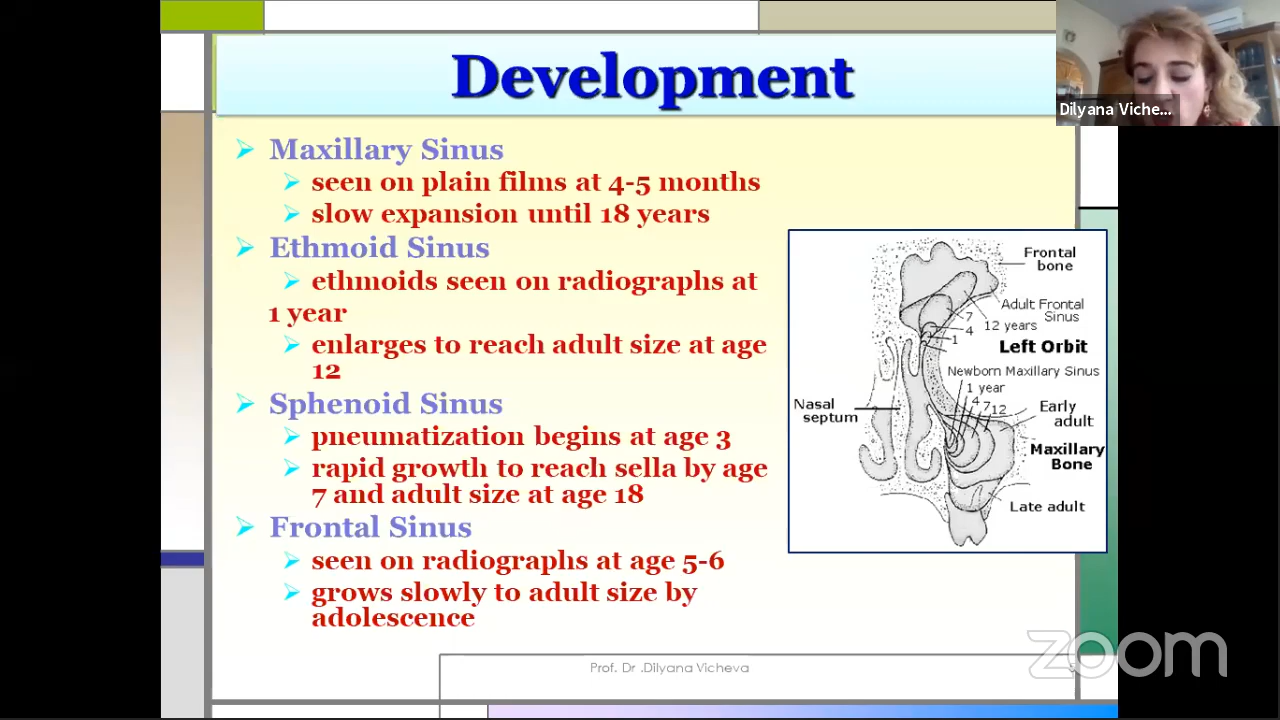 Development
Dilyana Viche...
Maxillary Sinus
seen on plain films at 4-5 months
slow expansion until 18 years
Ethmoid Sinus
ethmoids seen on radiographs at
1 year
enlarges to reach adult size at age
12
Sphenoid Sinus
pneumatization begins at age 3
rapid growth to reach sella by age
7 and adult size at age 18
Frontal Sinus
seen on radiographs at age 5-6
grows slowly to adult size by
adolescence
Frontal
bone
Adult Frontal
Sinus
7
12 years
4
1
Left Orbit
Newborn Maxillary Sinus
1 year
4
7
12
Nasal
septum
Early
adult
Maxillary
Bone
Late adult
Prof. Dr .Dilyana Vicheva
zoom